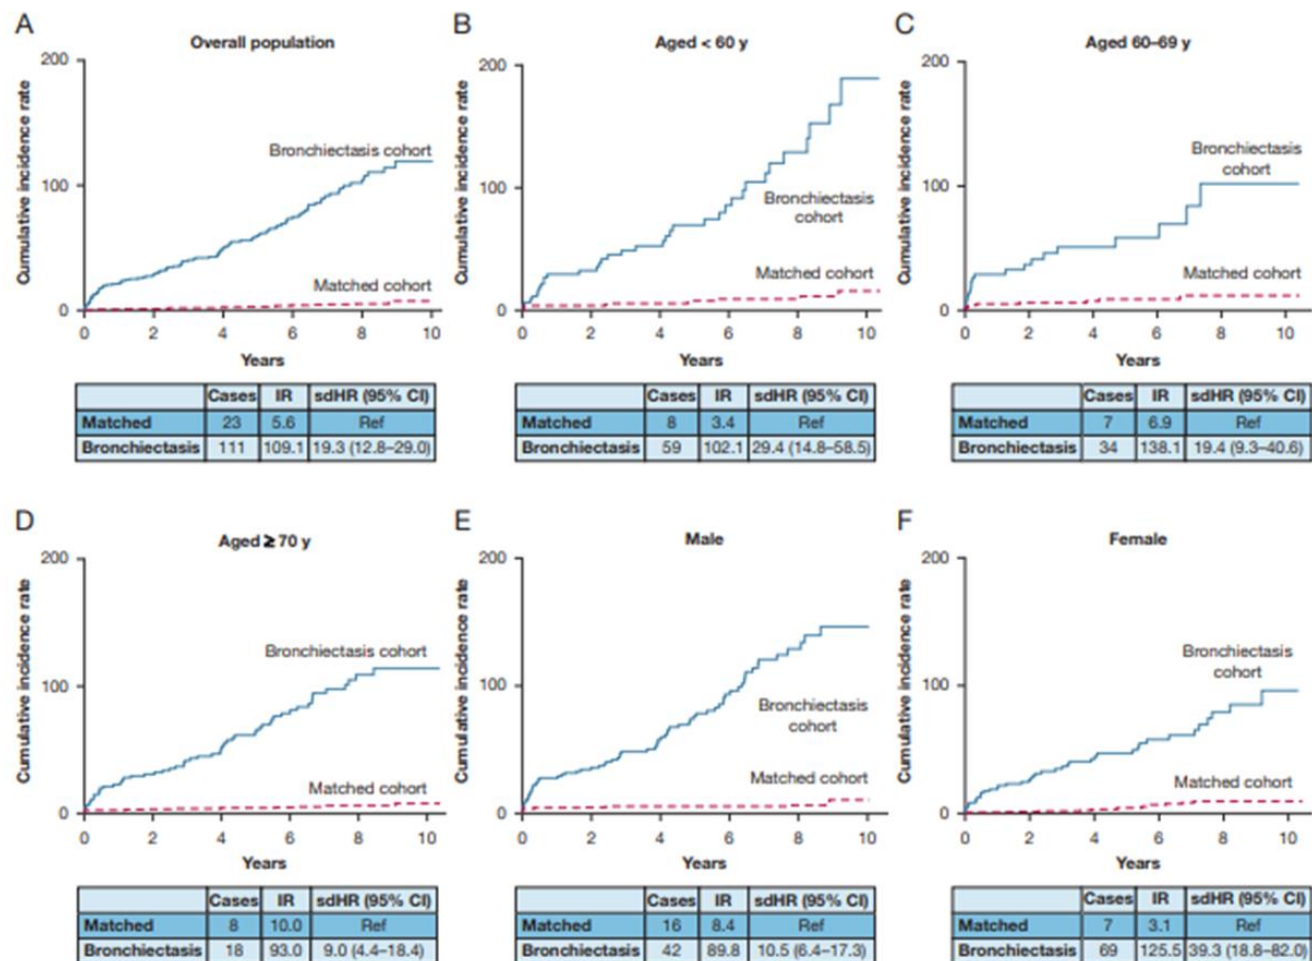 A
Overall population
Cumulative incidence rate
200
100
0
Bronchiectasis cohort
Matched cohort
0 2 4 6 8 10
Years
Cases IR sdHR (95% CI)
Matched 23 5.6 Ref
Bronchiectasis 111 109.1 19.3 (12.8–29.0)
B
Aged < 60 y
Cumulative incidence rate
200
100
0
Bronchiectasis
cohort
Matched cohort
0 2 4 6 8 10
Years
Cases IR sdHR (95% CI)
Matched 8 3.4 Ref
Bronchiectasis 59 102.1 29.4 (14.8–58.5)
C
Aged 60–69 y
Cumulative incidence rate
200
100
0
Bronchiectasis
cohort
Matched cohort
0 2 4 6 8 10
Years
Cases IR sdHR (95% CI)
Matched 7 6.9 Ref
Bronchiectasis 34 138.1 19.4 (9.3–40.6)
D
Aged ≥ 70 y
Cumulative incidence rate
200
100
0
Bronchiectasis cohort
Matched cohort
0 2 4 6 8 10
Years
Cases IR sdHR (95% CI)
Matched 8 10.0 Ref
Bronchiectasis 18 93.0 9.0 (4.4–18.4)
E
Male
Cumulative incidence rate
200
100
0
Bronchiectasis
cohort
Matched cohort
0 2 4 6 8 10
Years
Cases IR sdHR (95% CI)
Matched 16 8.4 Ref
Bronchiectasis 42 89.8 10.5 (6.4–17.3)
F
Female
Cumulative incidence rate
200
100
0
Bronchiectasis
cohort
Matched cohort
0 2 4 6 8 10
Years
Cases IR sdHR (95% CI)
Matched 7 3.1 Ref
Bronchiectasis 69 125.5 39.3 (18.8–82.0)